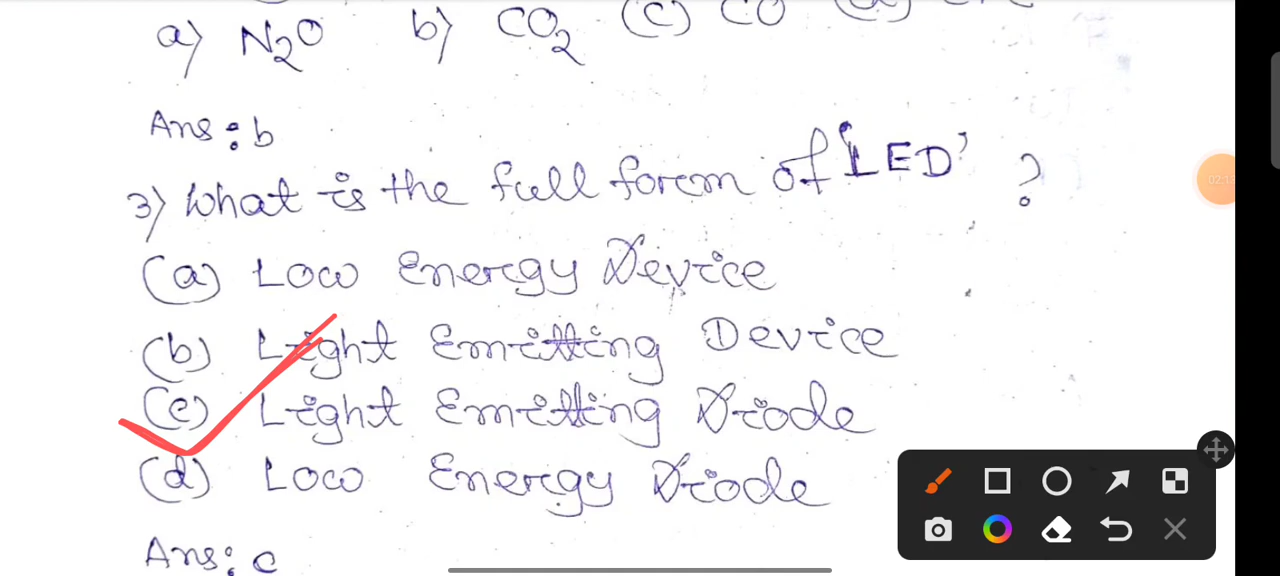 a) N₂O b) CO₂ (c) CO
Ans: b
3) What is the full form of 'LED' ?
(a) Low Energy Device
(b) Light Emitting Device
(c) Light Emitting Diode
(d) Low Energy Diode
Ans: c